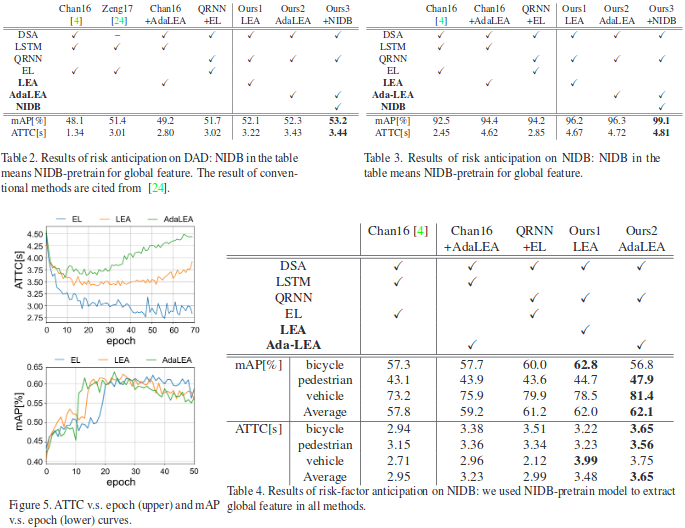 Chan16 Zeng17 Chan16 QRNN Ours1 Ours2 Ours3
[4] [24] +AdaLEA +EL LEA AdaLEA +NIDB
DSA ✓ – ✓ ✓ ✓ ✓ ✓
LSTM ✓ ✓ ✓
QRNN ✓ ✓ ✓ ✓
EL ✓ ✓ ✓
LEA ✓ ✓
AdaLEA ✓ ✓
NIDB ✓
mAP[%] 48.1 51.4 49.2 51.7 52.1 52.3 53.2
ATTC[s] 1.34 3.01 2.80 3.02 3.22 3.43 3.44
Table 2. Results of risk anticipation on DAD: NIDB in the table
means NIDB-pretrain for global feature. The result of conven-
tional methods are cited from [24].
Chan16 Chan16 QRNN Ours1 Ours2 Ours3
[4] +AdaLEA +EL LEA AdaLEA +NIDB
DSA ✓ ✓ ✓ ✓ ✓ ✓
LSTM ✓ ✓
QRNN ✓ ✓ ✓ ✓
EL ✓ ✓
LEA ✓ ✓
Ada-LEA ✓ ✓
NIDB ✓
mAP[%] 92.5 94.4 94.2 96.2 96.3 99.1
ATTC[s] 2.45 4.62 2.85 4.67 4.72 4.81
Table 3. Results of risk anticipation on NIDB: NIDB in the
table means NIDB-pretrain for global feature.
EL LEA AdaLEA
ATTC[s]
4.50
4.25
4.00
3.75
3.50
3.25
3.00
2.75
0 10 20 30 40 50 60 70
epoch
EL LEA AdaLEA
mAP[%]
0.65
0.60
0.55
0.50
0.45
0.40
0 10 20 30 40 50
epoch
Figure 5. ATTC v.s. epoch (upper) and mAP
v.s. epoch (lower) curves.
Chan16 [4] Chan16 QRNN Ours1 Ours2
+AdaLEA +EL LEA AdaLEA
DSA ✓ ✓ ✓ ✓ ✓
LSTM ✓ ✓
QRNN ✓ ✓ ✓
EL ✓ ✓
LEA ✓
Ada-LEA ✓ ✓
mAP[%] bicycle 57.3 57.7 60.0 62.8 56.8
pedestrian 43.1 43.9 43.6 44.7 47.9
vehicle 73.2 75.9 79.9 78.5 81.4
Average 57.8 59.2 61.2 62.0 62.1
ATTC[s] bicycle 2.94 3.38 3.51 3.22 3.65
pedestrian 3.15 3.36 3.34 3.23 3.56
vehicle 2.71 2.96 2.12 3.99 3.75
Average 2.95 3.23 2.99 3.48 3.65
Table 4. Results of risk-factor anticipation on NIDB: we used NIDB-pretrain model to extract
global feature in all methods.